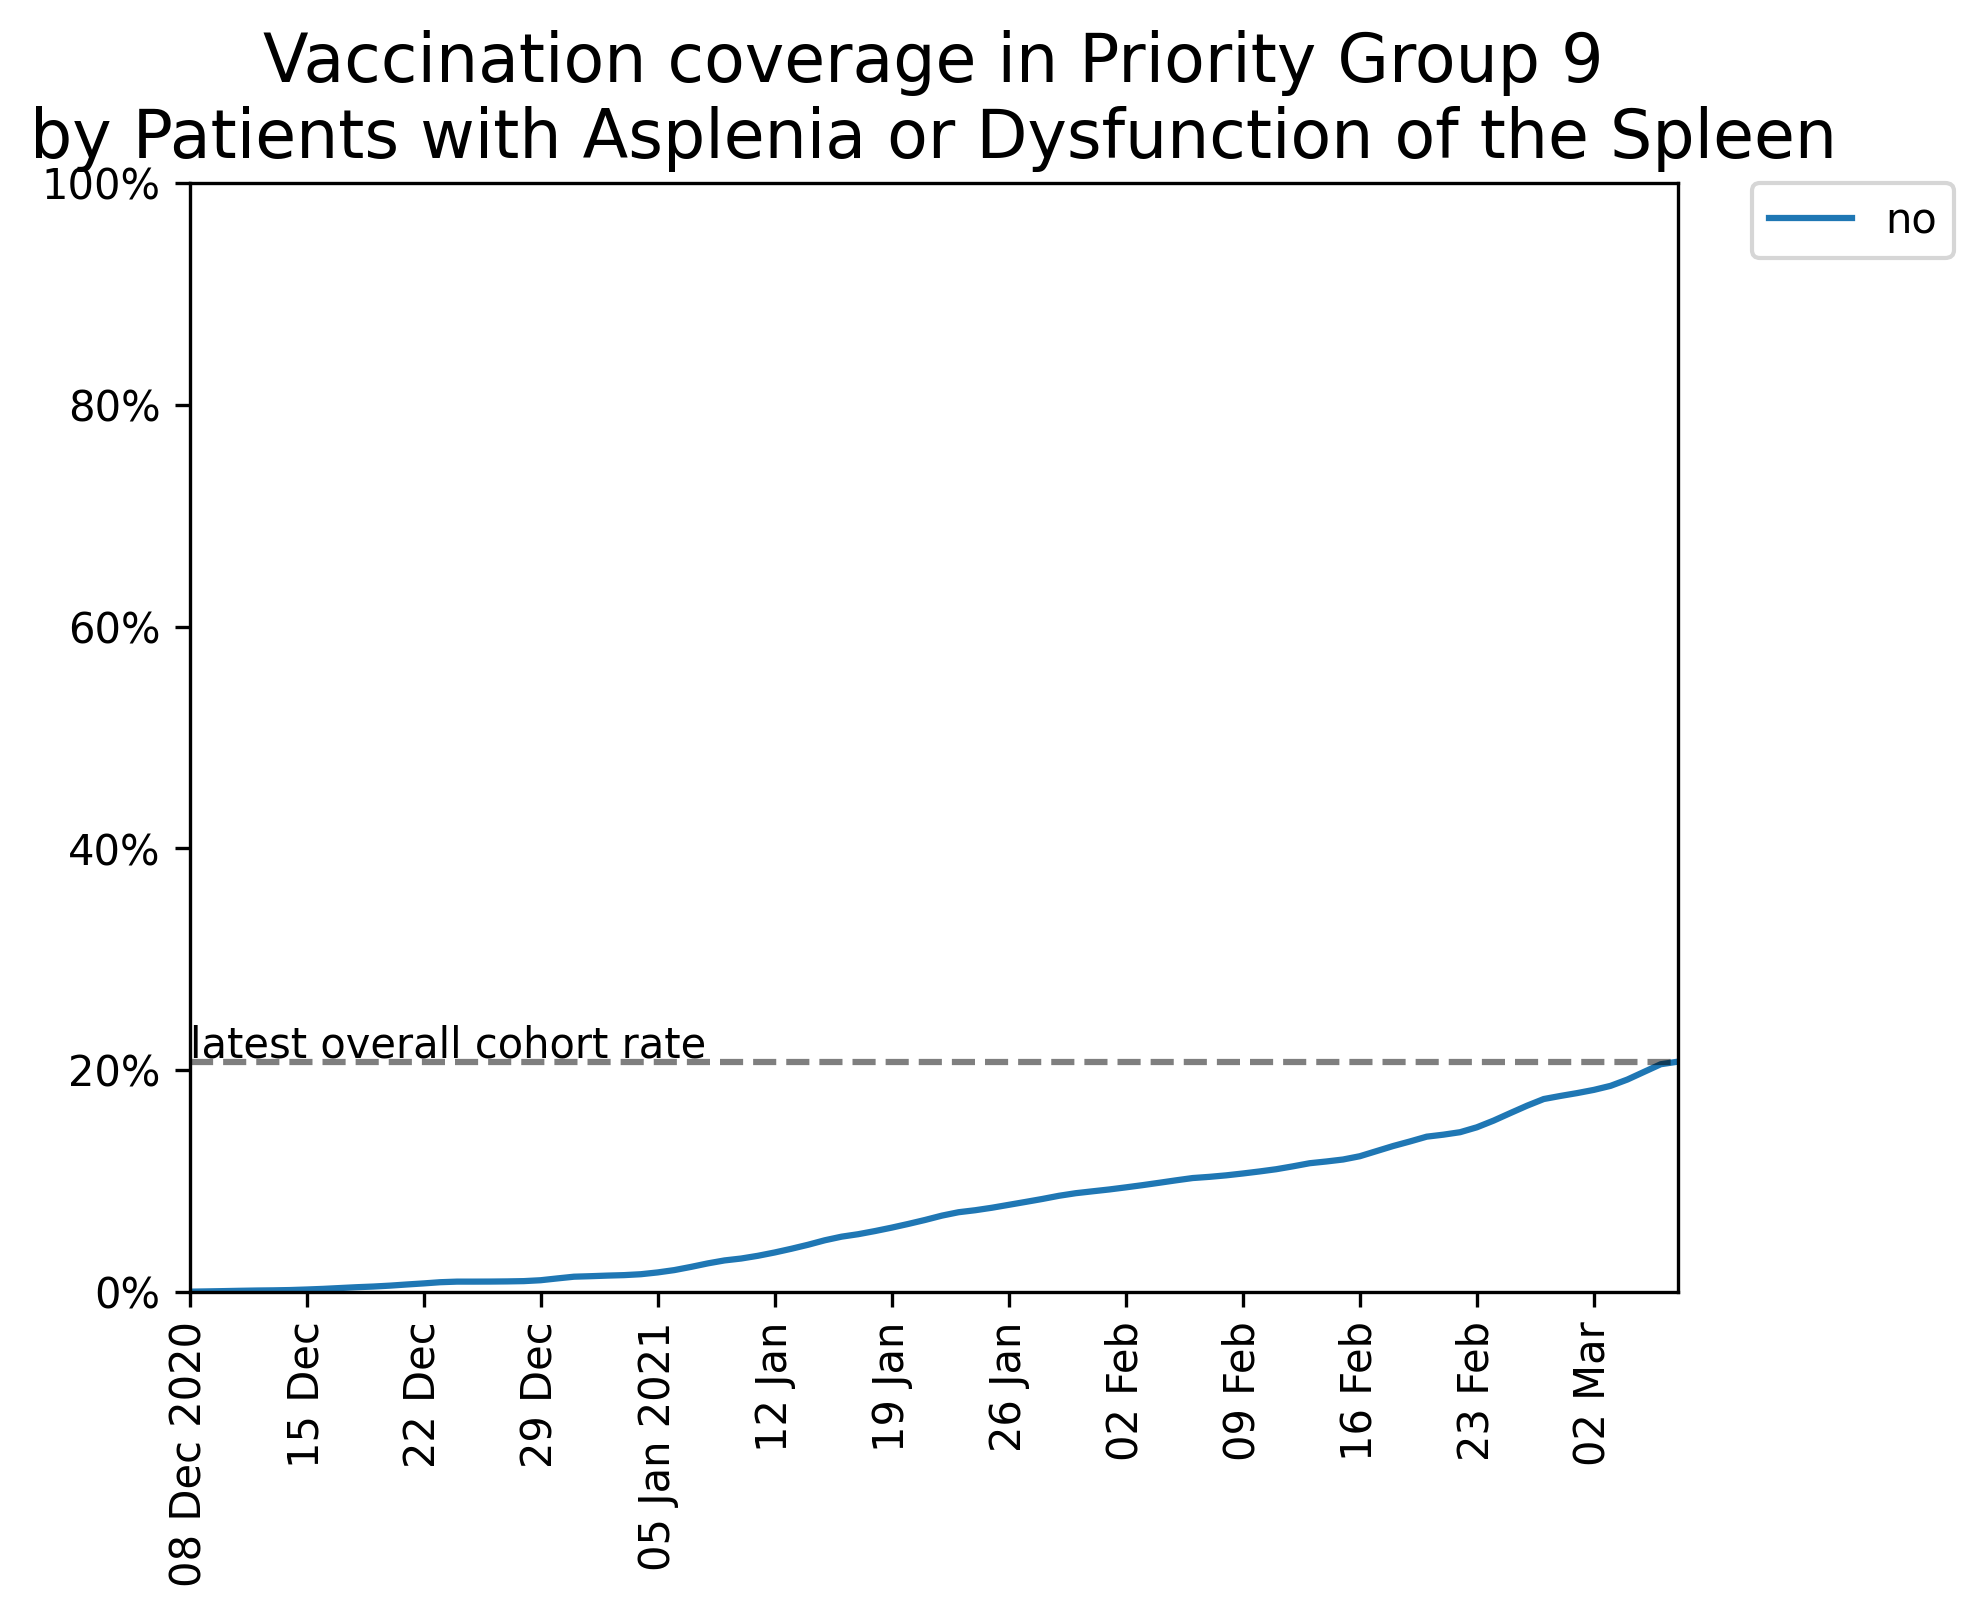 Vaccination coverage in Priority Group 9
by Patients with Asplenia or Dysfunction of the Spleen
100%
80%
60%
40%
20%
0%
no
latest overall cohort rate
08 Dec 2020
15 Dec
22 Dec
29 Dec
05 Jan 2021
12 Jan
19 Jan
26 Jan
02 Feb
09 Feb
16 Feb
23 Feb
02 Mar